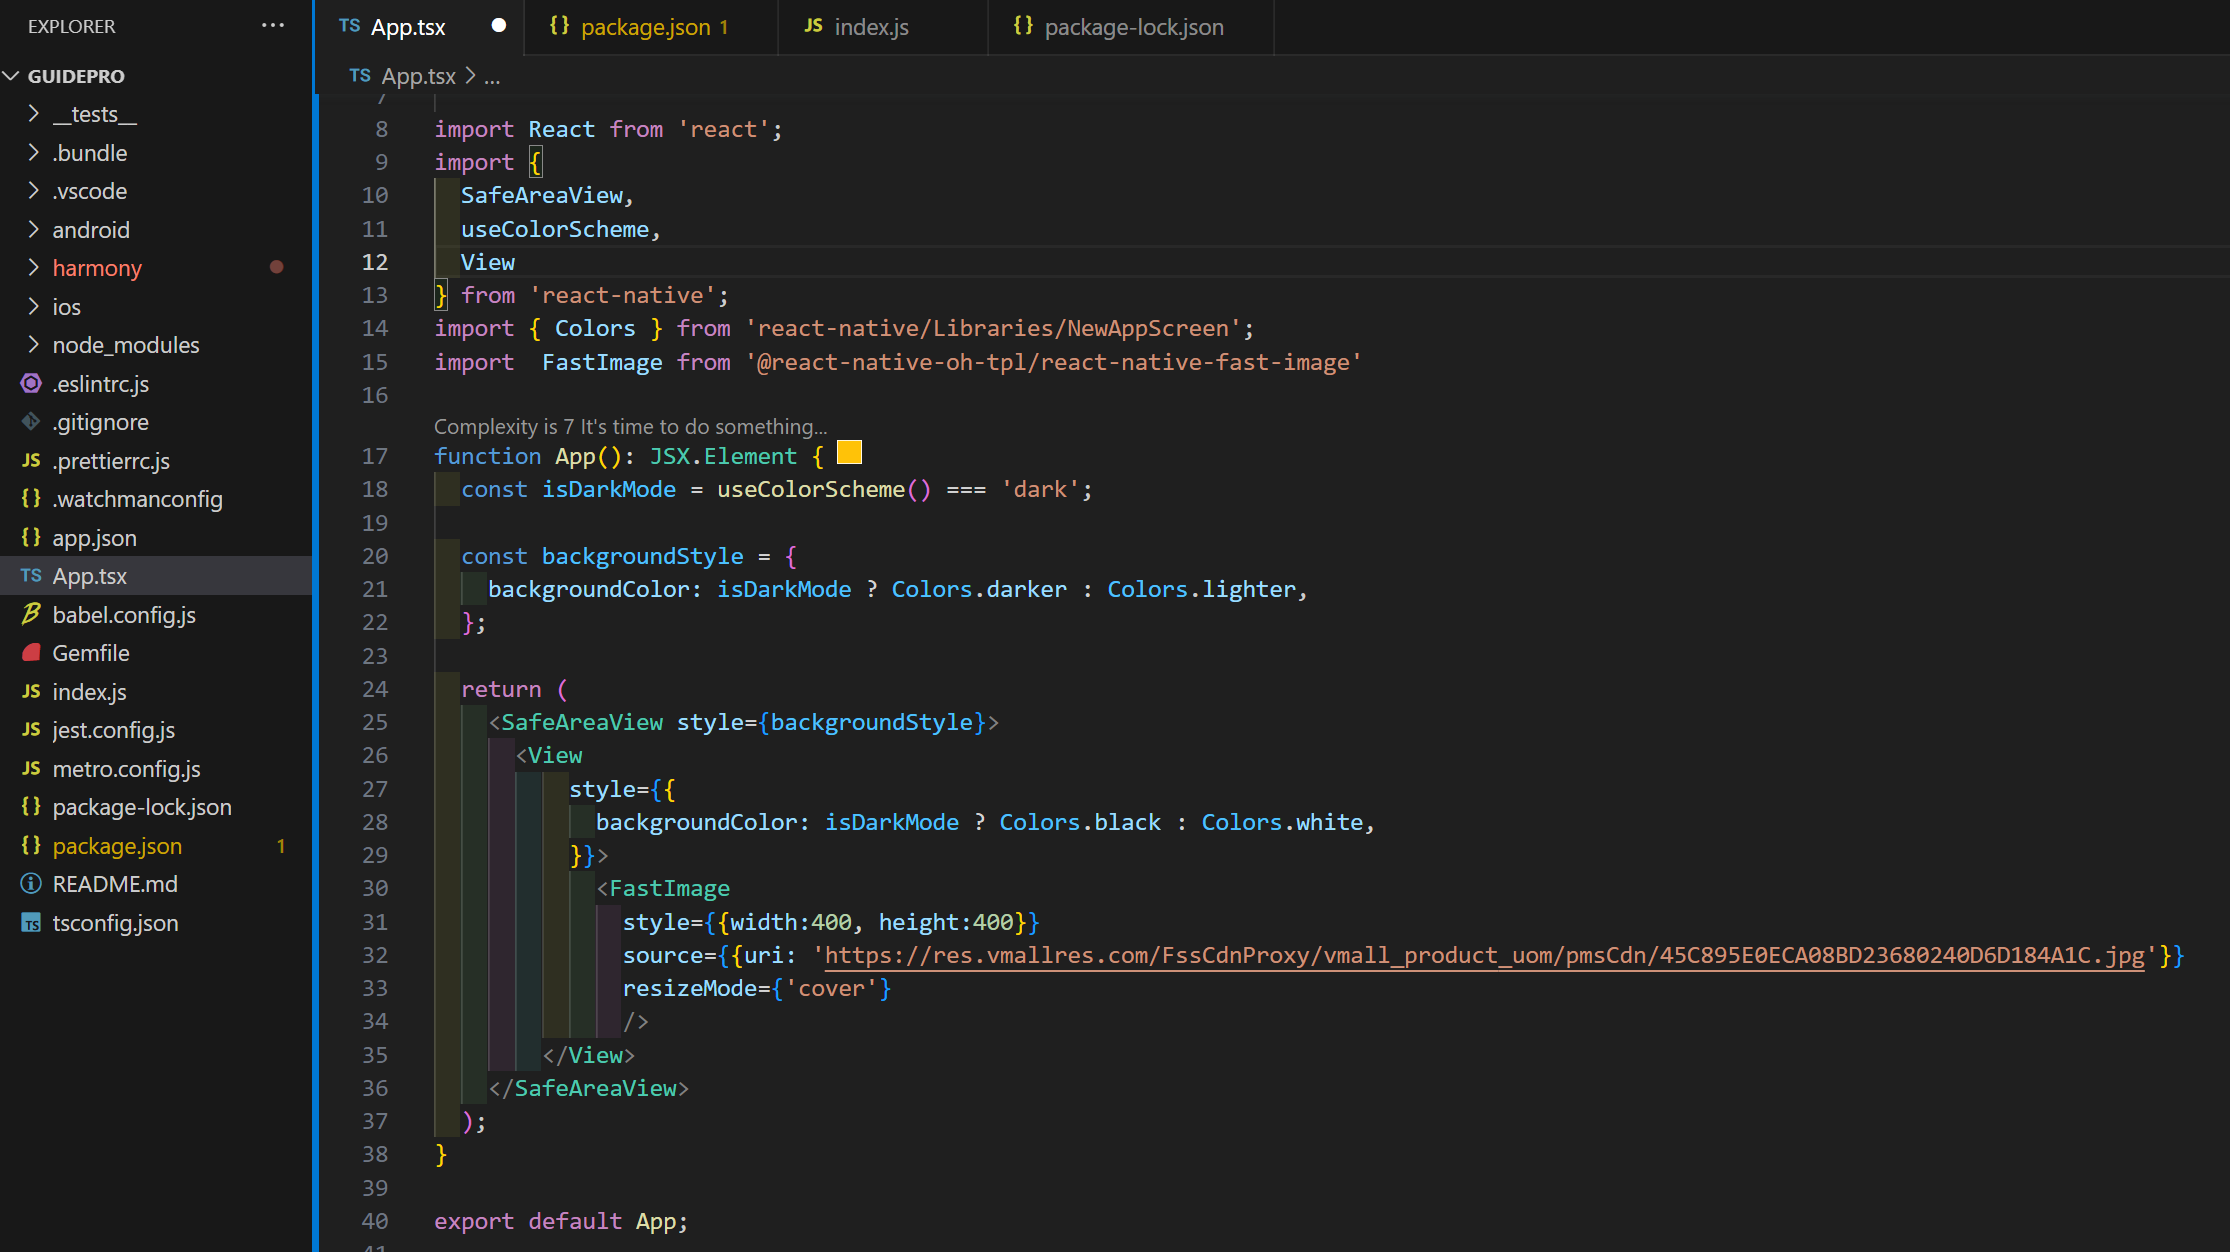 EXPLORER
GUIDEPRO
__tests__
.bundle
.vscode
android
harmony
ios
node_modules
.eslintrc.js
.gitignore
JS .prettierrc.js
{} .watchmanconfig
{} app.json
TS App.tsx
babel.config.js
Gemfile
JS index.js
JS jest.config.js
JS metro.config.js
{} package-lock.json
{} package.json 1
README.md
TS tsconfig.json
TS App.tsx
{} package.json 1
JS index.js
{} package-lock.json
TS App.tsx > ...
7
8 import React from 'react';
9 import {
10 SafeAreaView,
11 useColorScheme,
12 View
13 } from 'react-native';
14 import { Colors } from 'react-native/Libraries/NewAppScreen';
15 import  FastImage from '@react-native-oh-tpl/react-native-fast-image'
16
Complexity is 7 It's time to do something...
17 function App(): JSX.Element {
18 const isDarkMode = useColorScheme() === 'dark';
19
20 const backgroundStyle = {
21 backgroundColor: isDarkMode ? Colors.darker : Colors.lighter,
22 };
23
24 return (
25 <SafeAreaView style={backgroundStyle}>
26 <View
27 style={{
28 backgroundColor: isDarkMode ? Colors.black : Colors.white,
29 }}>
30 <FastImage
31 style={{width:400, height:400}}
32 source={{uri: 'https://res.vmallres.com/FssCdnProxy/vmall_product_uom/pmsCdn/45C895E0ECA08BD23680240D6D184A1C.jpg'}}
33 resizeMode={'cover'}
34 />
35 </View>
36 </SafeAreaView>
37 );
38 }
39
40 export default App;
41